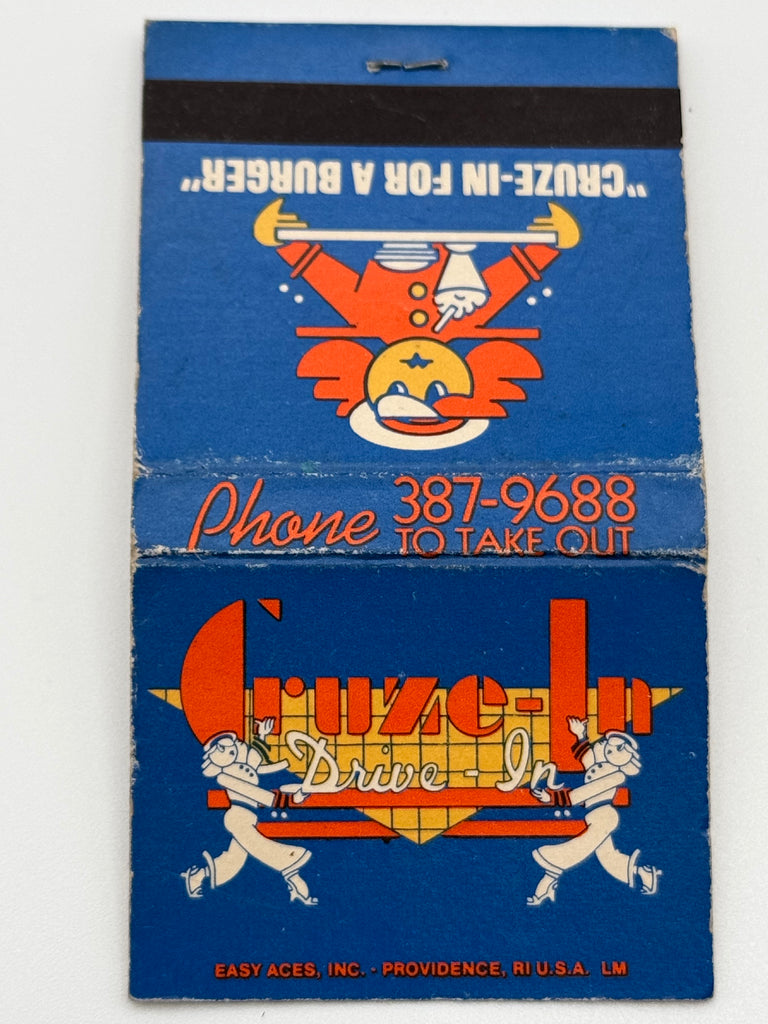 "CRUZE-IN FOR A BURGER"
Phone 387-9688
TO TAKE OUT
Cruze-In
Drive-In
EASY ACES, INC. - PROVIDENCE, RI U.S.A. LM